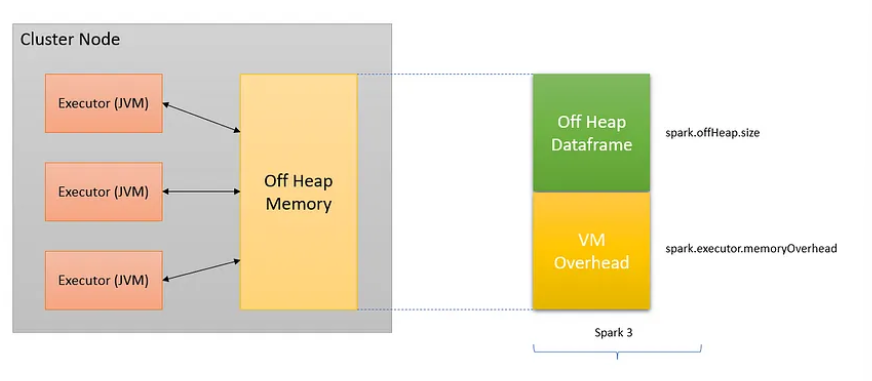 Cluster Node
Executor (JVM)
Executor (JVM)
Executor (JVM)
Off Heap
Memory
Off Heap
Dataframe
spark.offHeap.size
VM
Overhead
spark.executor.memoryOverhead
Spark 3